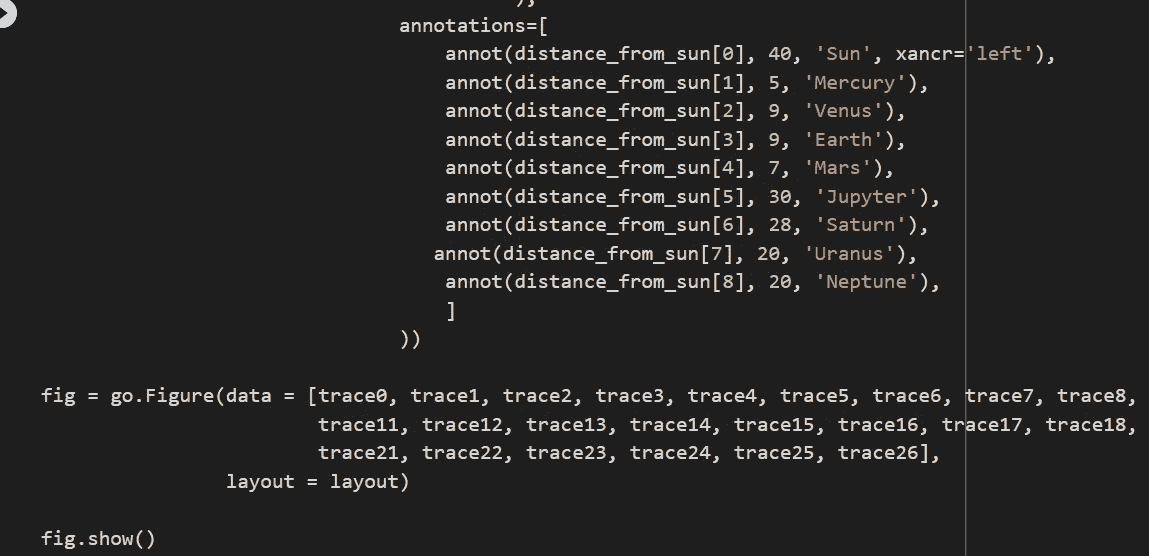 ),
annotations=[
annot(distance_from_sun[0], 40, 'Sun', xancr='left'),
annot(distance_from_sun[1], 5, 'Mercury'),
annot(distance_from_sun[2], 9, 'Venus'),
annot(distance_from_sun[3], 9, 'Earth'),
annot(distance_from_sun[4], 7, 'Mars'),
annot(distance_from_sun[5], 30, 'Jupyter'),
annot(distance_from_sun[6], 28, 'Saturn'),
annot(distance_from_sun[7], 20, 'Uranus'),
annot(distance_from_sun[8], 20, 'Neptune'),
]
))
fig = go.Figure(data = [trace0, trace1, trace2, trace3, trace4, trace5, trace6, trace7, trace8,
trace11, trace12, trace13, trace14, trace15, trace16, trace17, trace18,
trace21, trace22, trace23, trace24, trace25, trace26],
layout = layout)
fig.show()